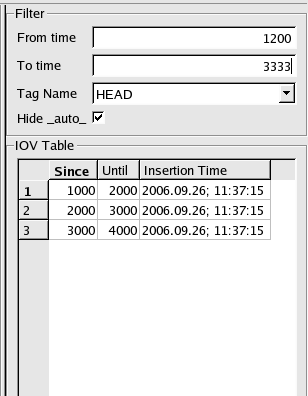 Filter
From time 1200
To time 3333
Tag Name HEAD
Hide _auto_
IOV Table
Since Until Insertion Time
1 1000 2000 2006.09.26; 11:37:15
2 2000 3000 2006.09.26; 11:37:15
3 3000 4000 2006.09.26; 11:37:15